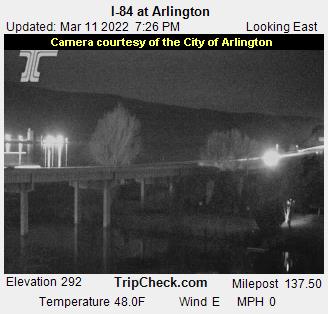 I-84 at Arlington
Updated: Mar 11 2022 7:26 PM Looking East
Camera courtesy of the City of Arlington
Elevation 292 TripCheck.com Milepost 137.50
Temperature 48.0F Wind E MPH 0